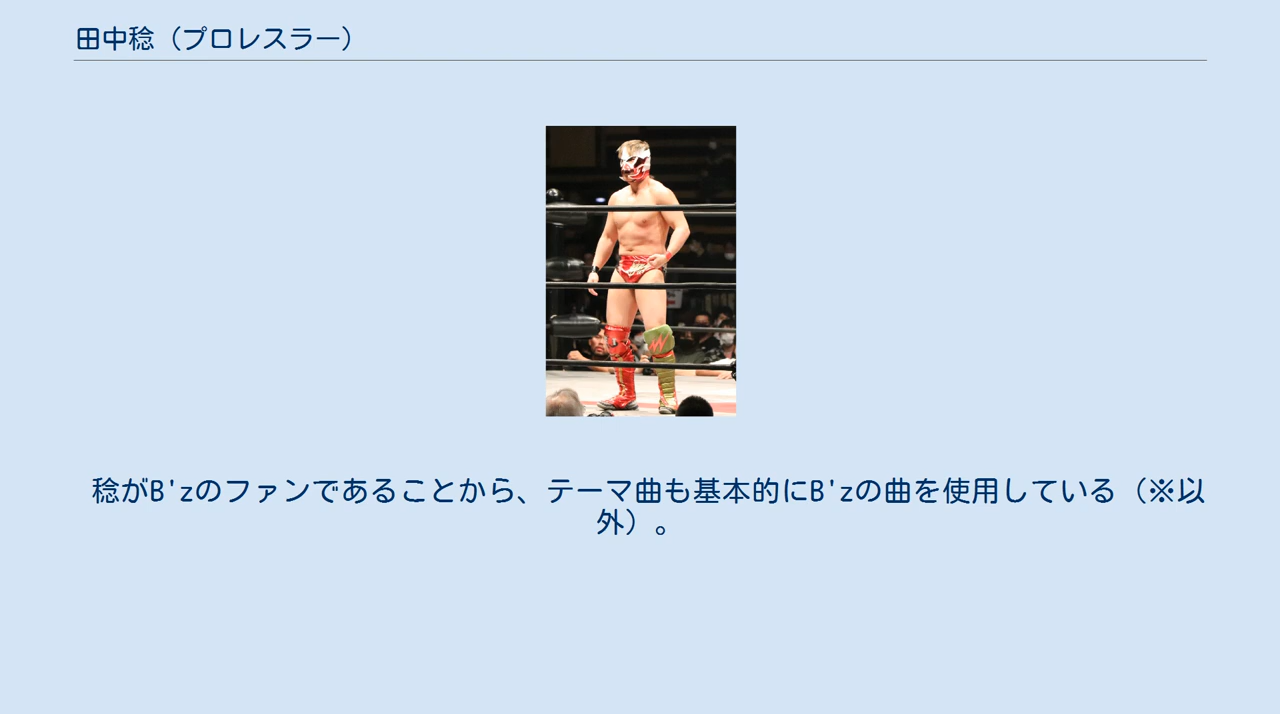 田中稔（プロレスラー）
稔がB'zのファンであることから、テーマ曲も基本的にB'zの曲を使用している（※以
外）。